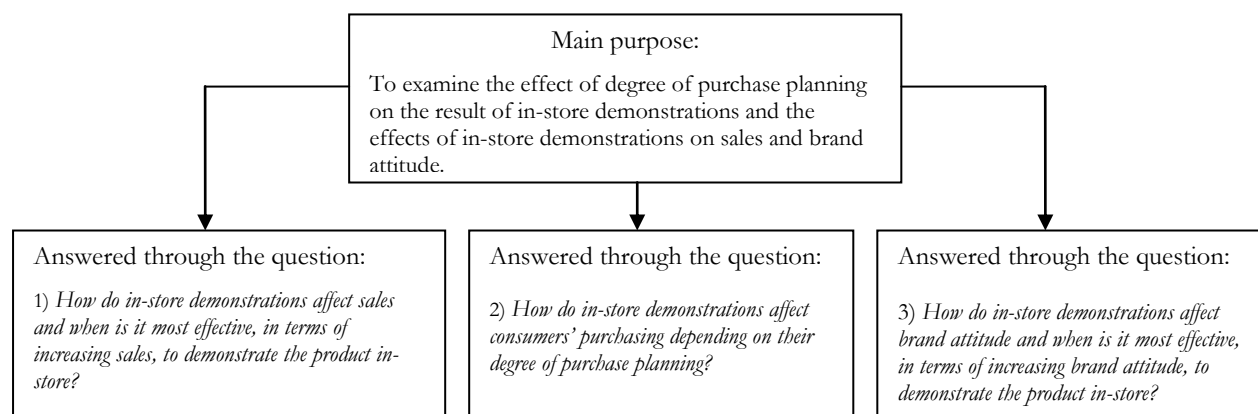 Main purpose:
To examine the effect of degree of purchase planning
on the result of in-store demonstrations and the
effects of in-store demonstrations on sales and brand
attitude.
Answered through the question:
1) How do in-store demonstrations affect sales
and when is it most effective, in terms of
increasing sales, to demonstrate the product in-
store?
Answered through the question:
2) How do in-store demonstrations affect
consumers’ purchasing depending on their
degree of purchase planning?
Answered through the question:
3) How do in-store demonstrations affect
brand attitude and when is it most effective,
in terms of increasing brand attitude, to
demonstrate the product in-store?